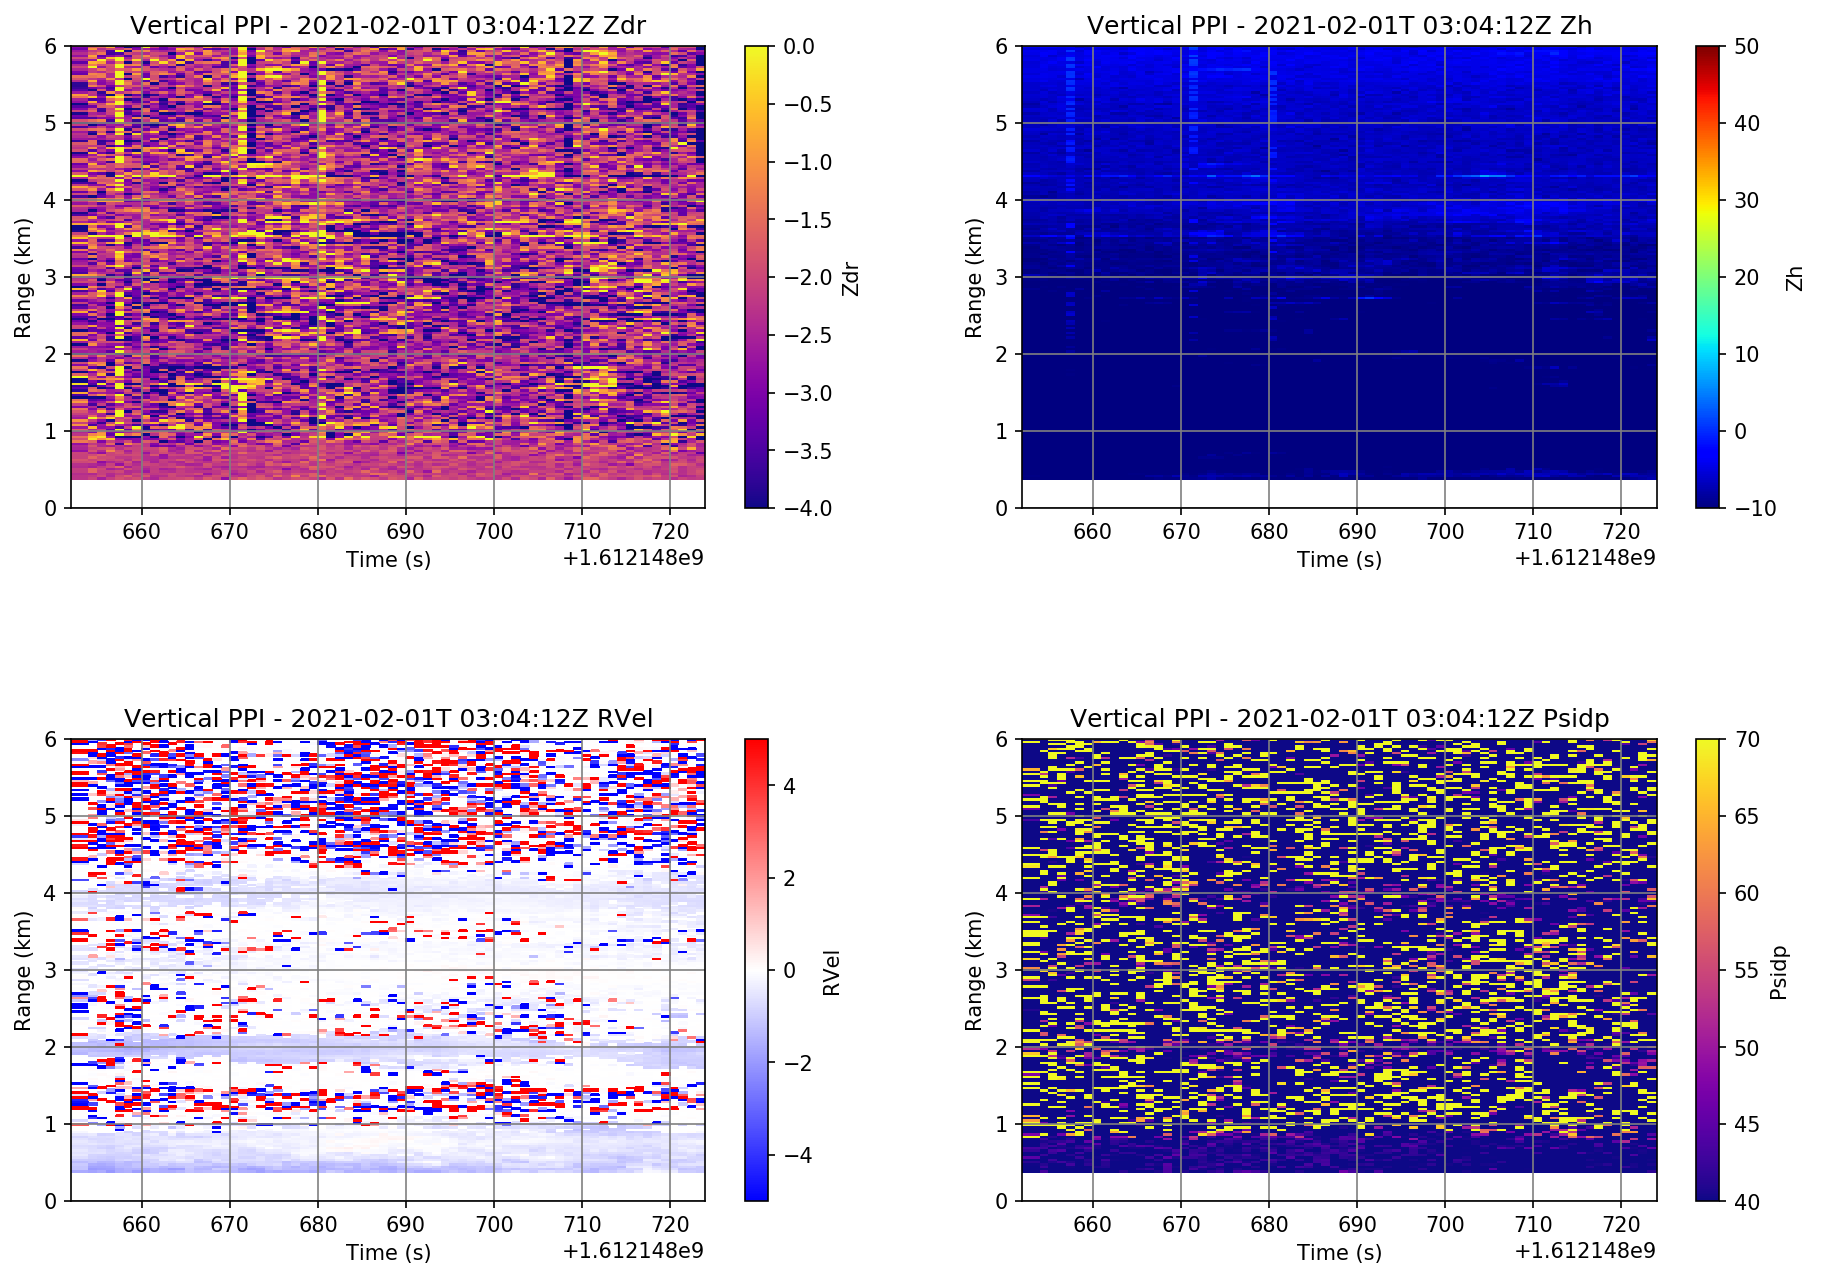 Vertical PPI - 2021-02-01T 03:04:12Z Zdr
6
5
4
3
2
1
0
Range (km)
660 670 680 690 700 710 720
Time (s)
+1.612148e9
0.0
−0.5
−1.0
−1.5
−2.0
−2.5
−3.0
−3.5
−4.0
Zdr
Vertical PPI - 2021-02-01T 03:04:12Z Zh
6
5
4
3
2
1
0
Range (km)
660 670 680 690 700 710 720
Time (s)
+1.612148e9
50
40
30
20
10
0
−10
Zh
Vertical PPI - 2021-02-01T 03:04:12Z RVel
6
5
4
3
2
1
0
Range (km)
660 670 680 690 700 710 720
Time (s)
+1.612148e9
4
2
0
−2
−4
RVel
Vertical PPI - 2021-02-01T 03:04:12Z Psidp
6
5
4
3
2
1
0
Range (km)
660 670 680 690 700 710 720
Time (s)
+1.612148e9
70
65
60
55
50
45
40
Psidp